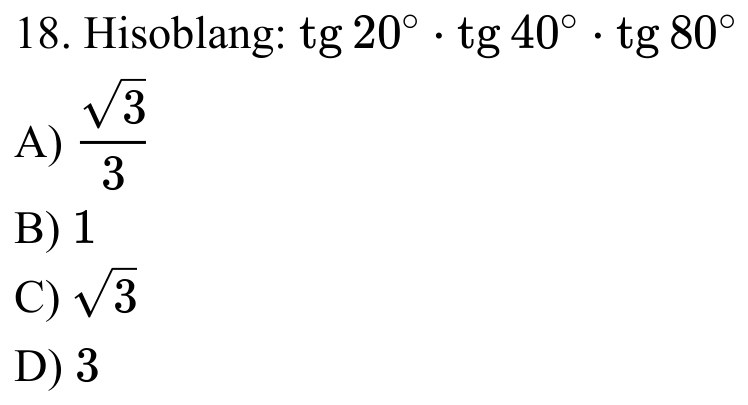 18. Hisoblang: tg 20° · tg 40° · tg 80°
A) √3/3
B) 1
C) √3
D) 3